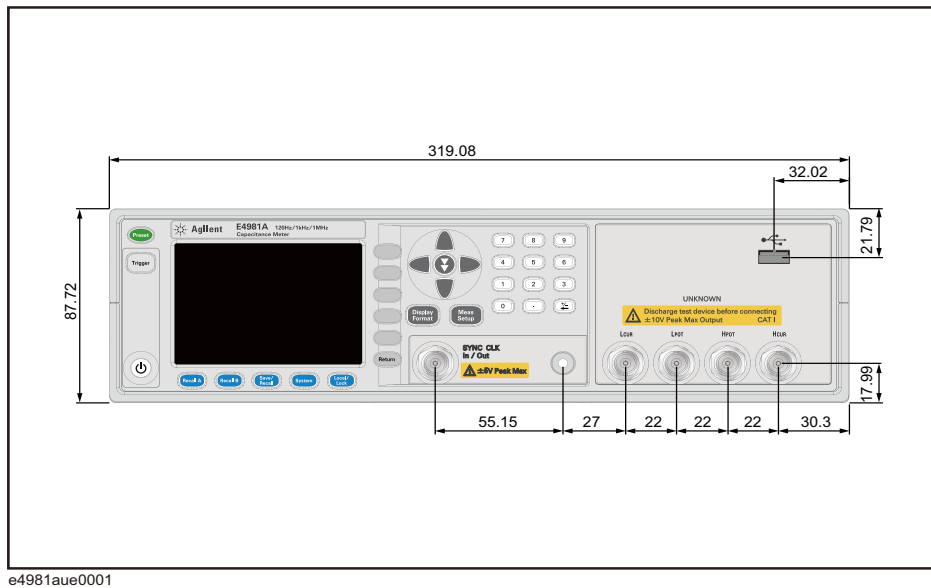 319.08
32.02
87.72
21.79
Preset
Agilent E4981A 120Hz/1kHz/1MHz
Capacitance Meter
Trigger
7 8 9
4 5 6
1 2 3
0 .
Display
Format
Meas
Setup
Return
SYNC CLK
In / Out
±5V Peak Max
UNKNOWN
Discharge test device before connecting
±10V Peak Max Output CAT I
LCUR LPOT HPOT HCUR
Recall A Recall B Save/
Recall System Local/
Lock
17.99
55.15 27 22 22 22 30.3
e4981aue0001